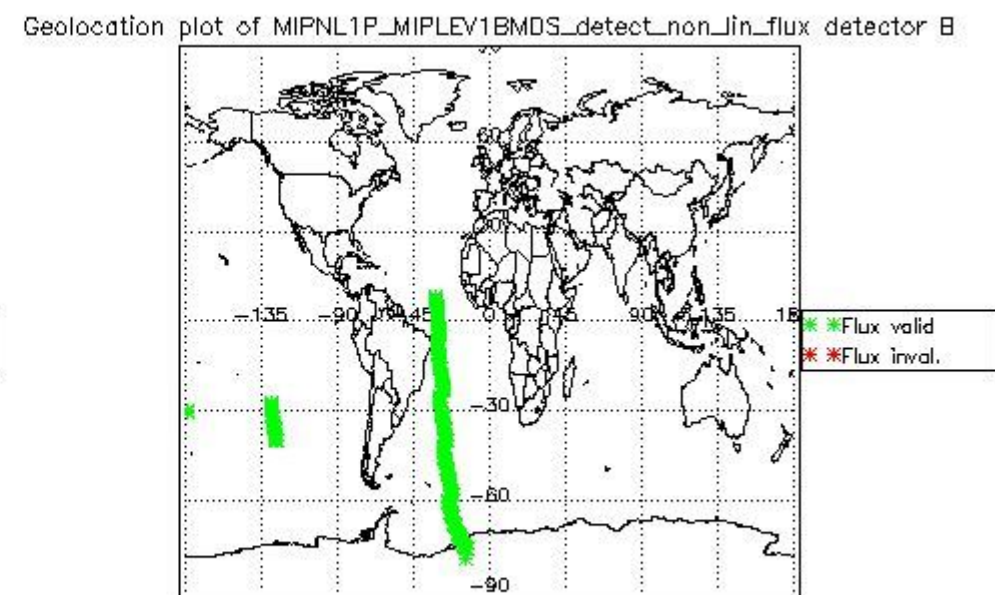 Geolocation plot of MIPNL1P_MIPLEV1BMDS_detect_non_lin_flux detector B
60
-135 -90 -45 0 45 90 135 18
Flux valid
Flux inval.
-30
-60
-90